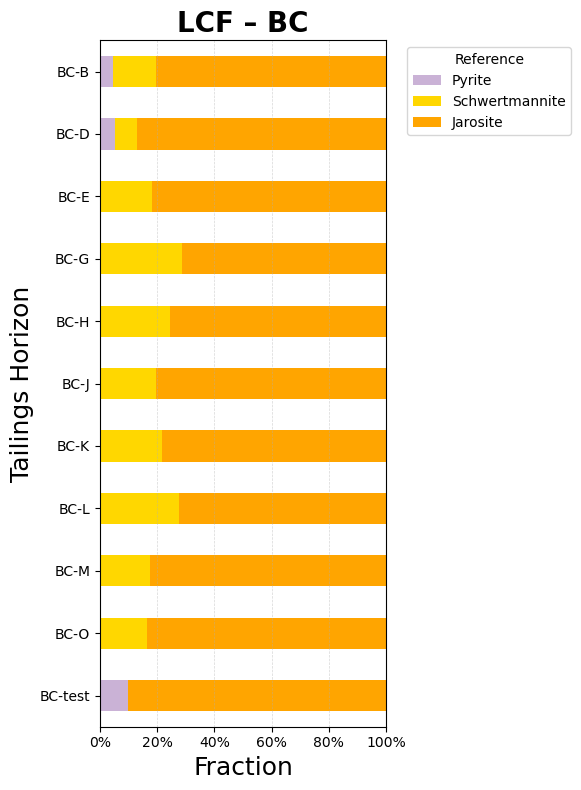 LCF – BC
Reference
Pyrite
Schwertmannite
Jarosite
Tailings Horizon
BC-B
BC-D
BC-E
BC-G
BC-H
BC-J
BC-K
BC-L
BC-M
BC-O
BC-test
0% 20% 40% 60% 80% 100%
Fraction